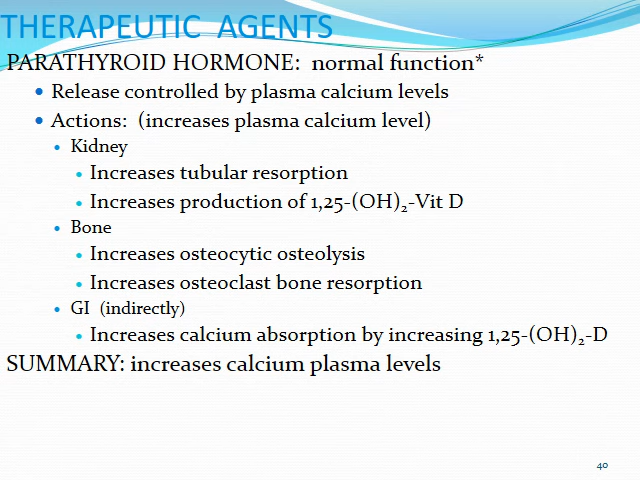 THERAPEUTIC AGENTS
PARATHYROID HORMONE: normal function*
• Release controlled by plasma calcium levels
• Actions: (increases plasma calcium level)
• Kidney
• Increases tubular resorption
• Increases production of 1,25-(OH)₂-Vit D
• Bone
• Increases osteocytic osteolysis
• Increases osteoclast bone resorption
• GI (indirectly)
• Increases calcium absorption by increasing 1,25-(OH)₂-D
SUMMARY: increases calcium plasma levels
40